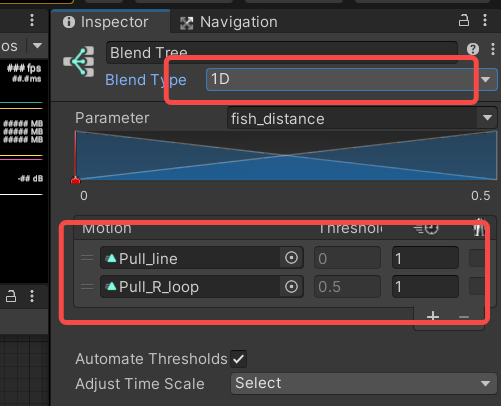 Inspector
Navigation
os
Blend Tree
Blend Type
1D
### fps
##.#ms
##### MB
##### MB
##### MB
-## dB
Parameter
fish_distance
0
0.5
Motion
Threshol
Pull_line
0
1
Pull_R_loop
0.5
1
Automate Thresholds
Adjust Time Scale
Select